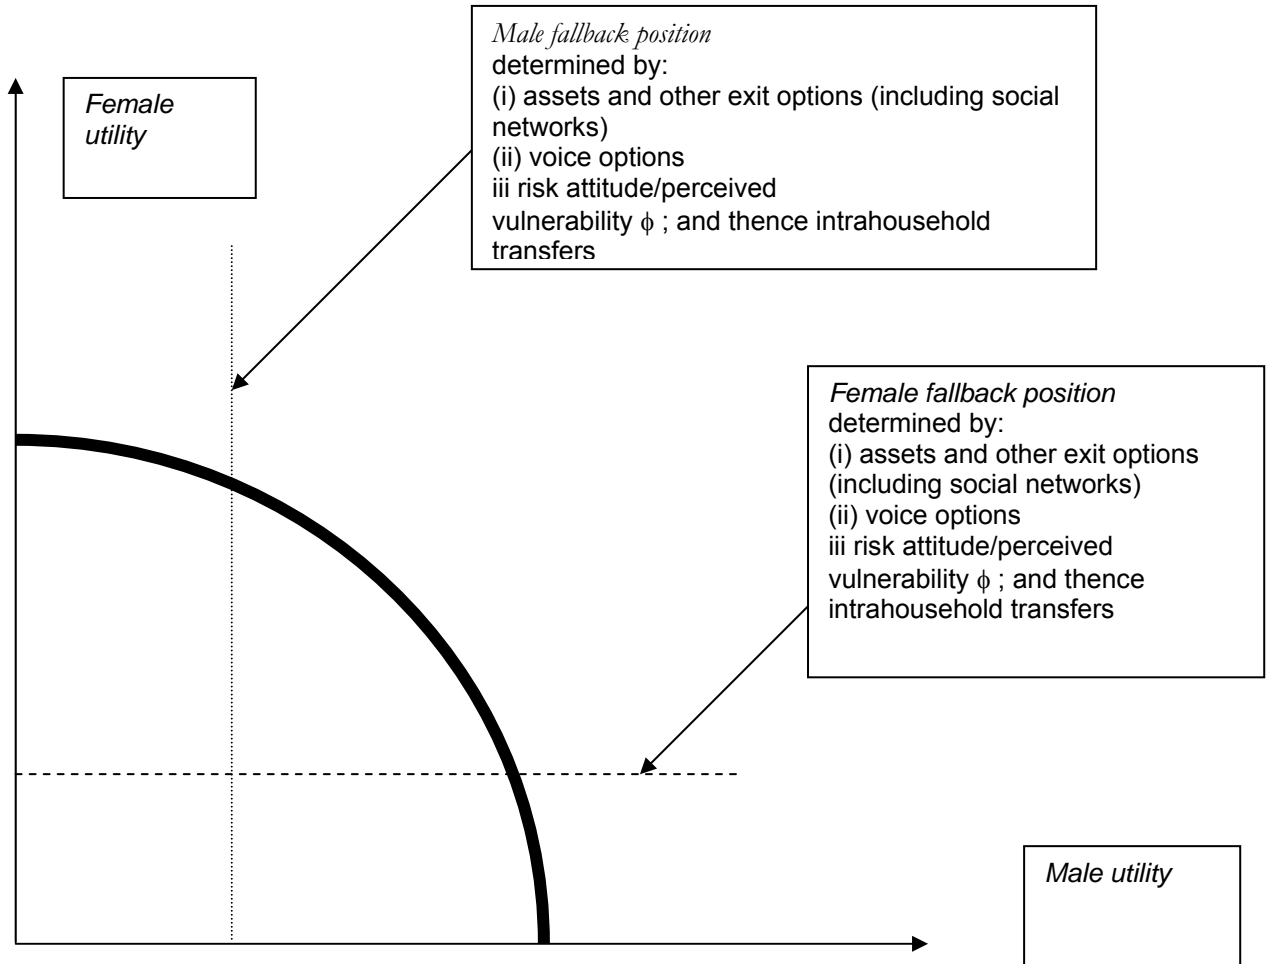 Male fallback position
determined by:
(i) assets and other exit options (including social
networks)
(ii) voice options
iii risk attitude/perceived
vulnerability ϕ ; and thence intrahousehold
transfers
Female
utility
Female fallback position
determined by:
(i) assets and other exit options
(including social networks)
(ii) voice options
iii risk attitude/perceived
vulnerability ϕ ; and thence
intrahousehold transfers
Male utility